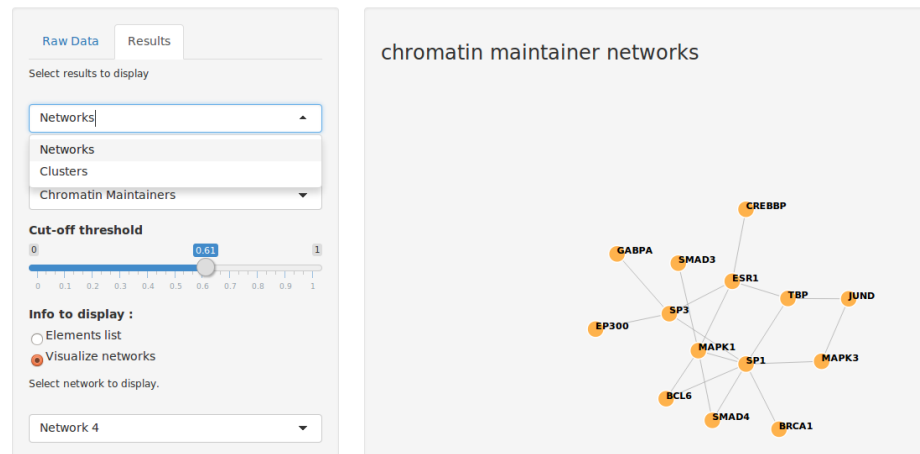 Raw Data
Results
Select results to display
Networks
Networks
Clusters
Chromatin Maintainers
Cut-off threshold
0 0.61 1
0 0.1 0.2 0.3 0.4 0.5 0.6 0.7 0.8 0.9 1
Info to display :
Elements list
Visualize networks
Select network to display.
Network 4
chromatin maintainer networks
CREBBP
GABPA
SMAD3
ESR1
TBP
JUND
SP3
EP300
MAPK1
SP1
MAPK3
BCL6
SMAD4
BRCA1